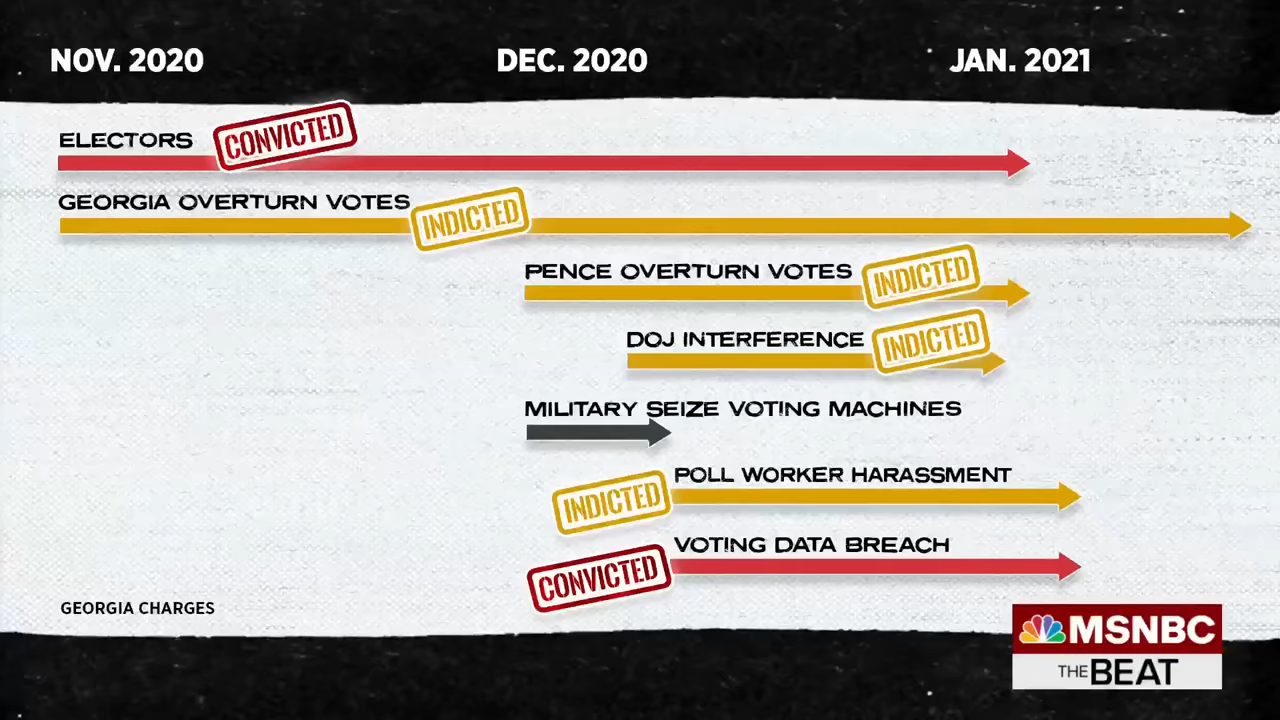 NOV. 2020 DEC. 2020 JAN. 2021
ELECTORS CONVICTED
GEORGIA OVERTURN VOTES INDICTED
PENCE OVERTURN VOTES INDICTED
DOJ INTERFERENCE INDICTED
MILITARY SEIZE VOTING MACHINES
INDICTED POLL WORKER HARASSMENT
CONVICTED VOTING DATA BREACH
GEORGIA CHARGES
MSNBC
THE BEAT